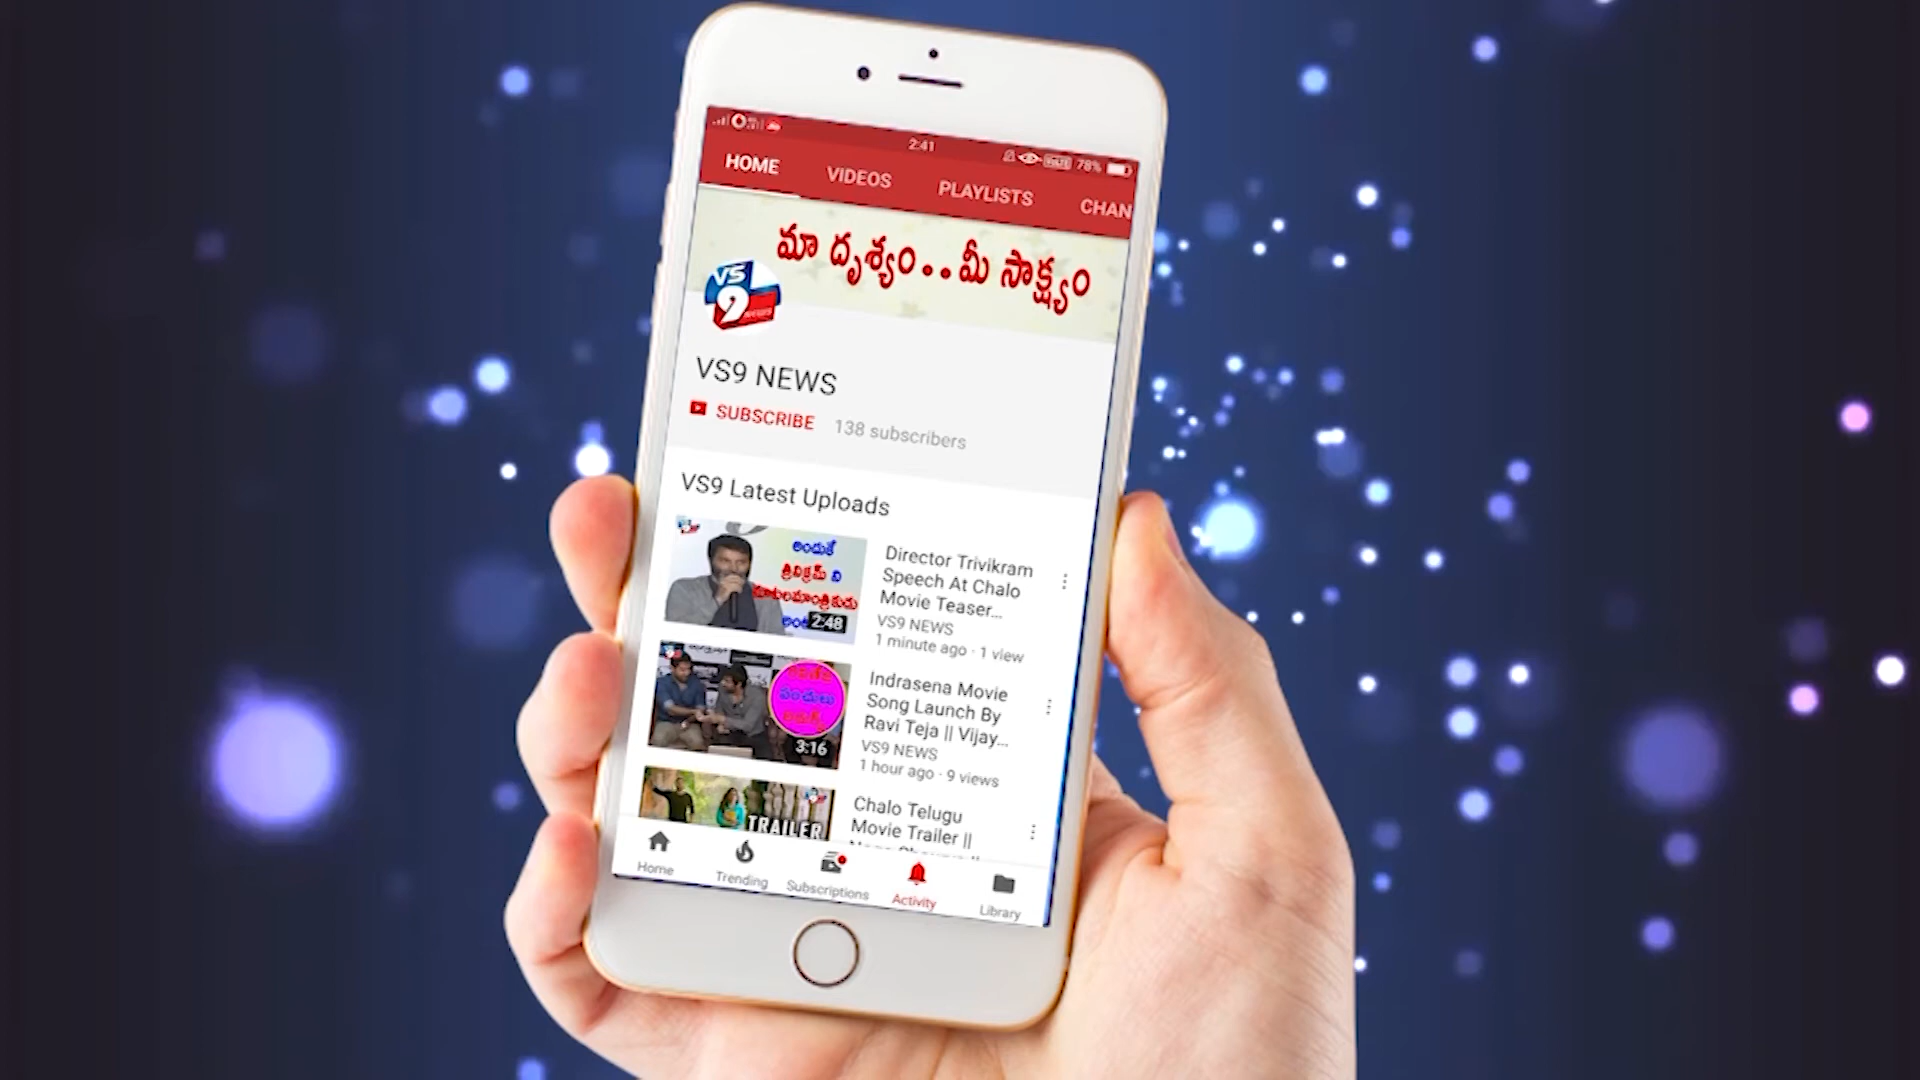 2:41
78%
HOME VIDEOS PLAYLISTS CHAN
మా దృశ్యం..మీ సాక్ష్యం
VS
9
VS9 NEWS
SUBSCRIBE 138 subscribers
VS9 Latest Uploads
అందుకే
త్రివిక్రమ్ ని
2:48
Director Trivikram
Speech At Chalo
Movie Teaser...
VS9 NEWS
1 minute ago · 1 view
పంచులు
3:16
Indrasena Movie
Song Launch By
Ravi Teja || Vijay...
VS9 NEWS
1 hour ago · 9 views
TRAILER
Chalo Telugu
Movie Trailer ||
Home Trending Subscriptions Activity Library